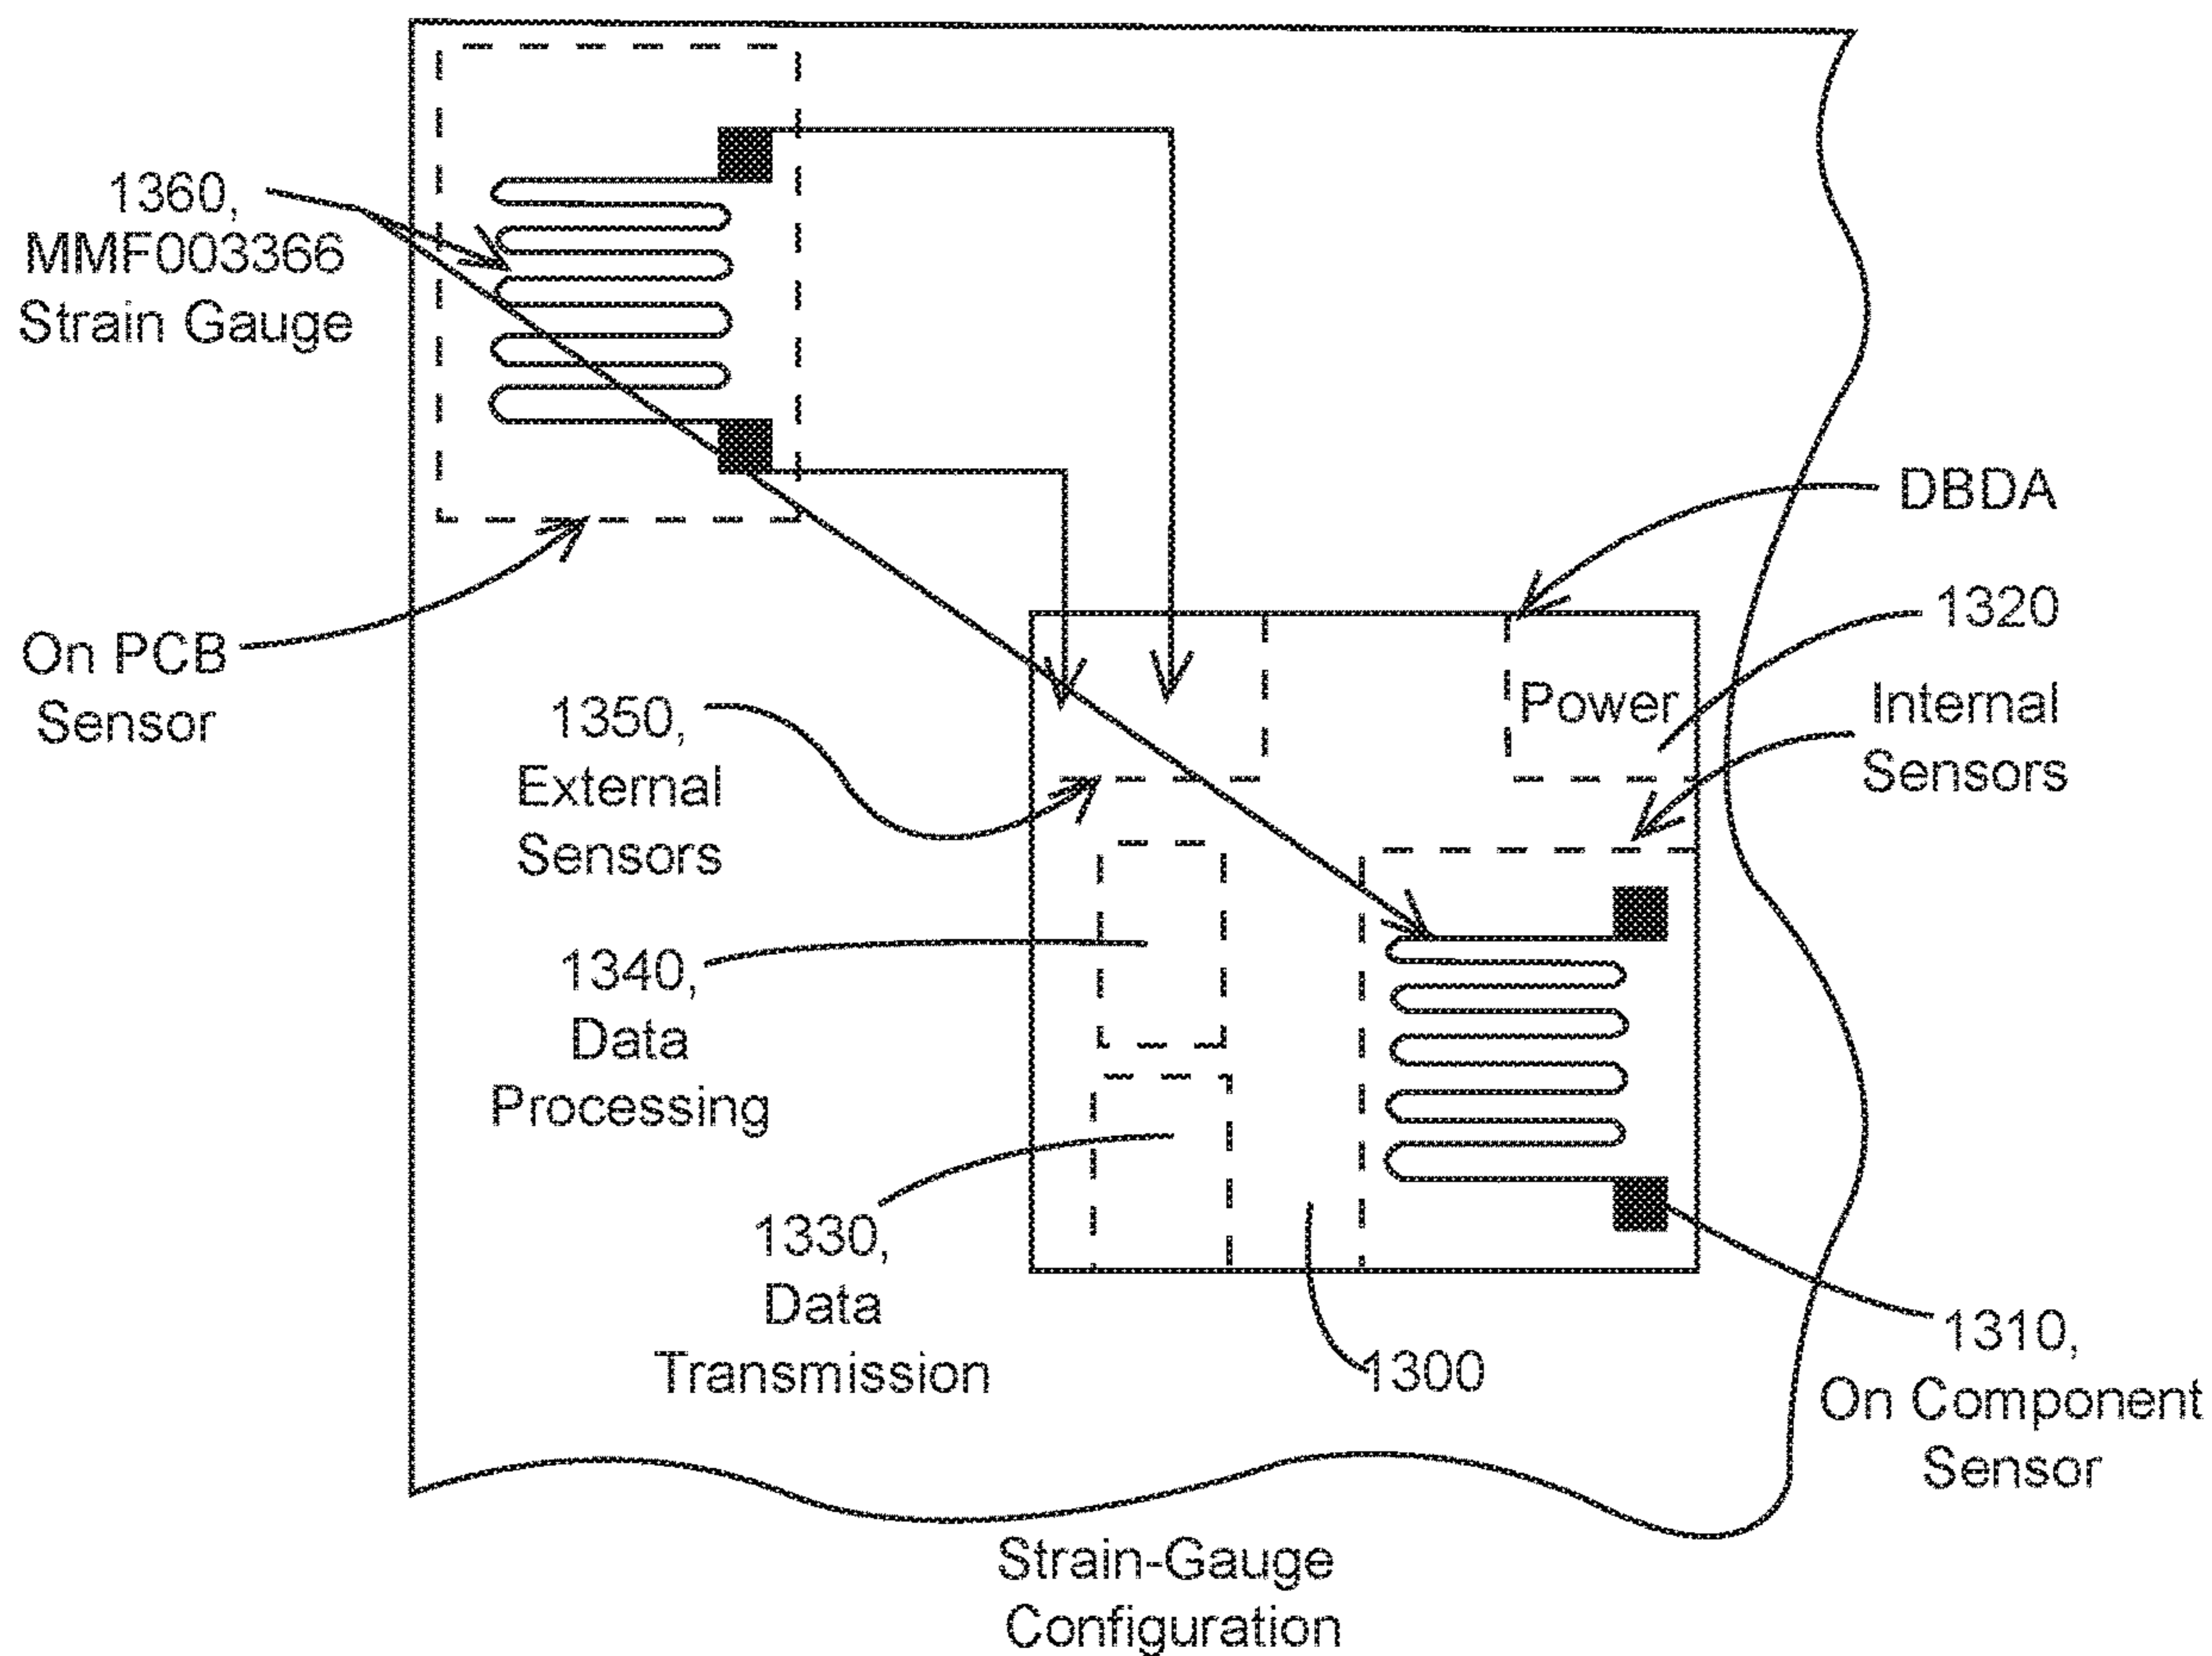 1360,
MMF003366
Strain Gauge
On PCB
Sensor
DBDA
1320
Power
Internal
Sensors
1350,
External
Sensors
1340,
Data
Processing
1330,
Data
Transmission
1300
1310,
On Component
Sensor
Strain-Gauge
Configuration